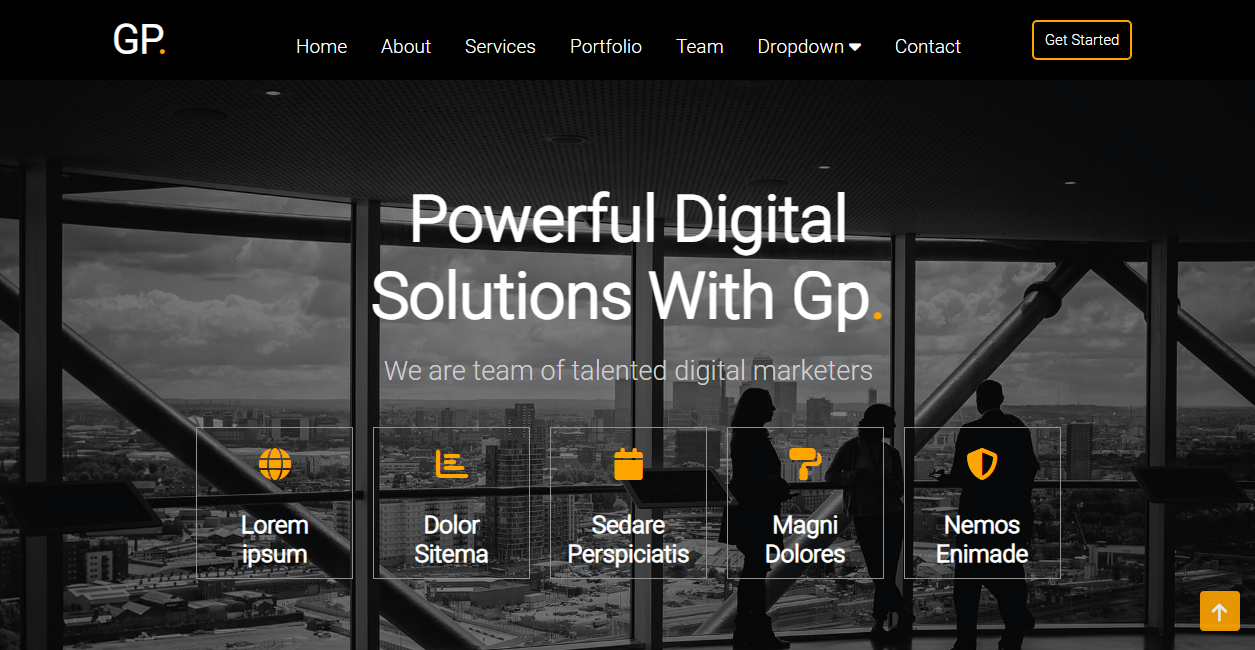 GP.
Home About Services Portfolio Team Dropdown Contact
Get Started
Powerful Digital
Solutions With Gp.
We are team of talented digital marketers
Lorem
ipsum
Dolor
Sitema
Sedare
Perspiciatis
Magni
Dolores
Nemos
Enimade